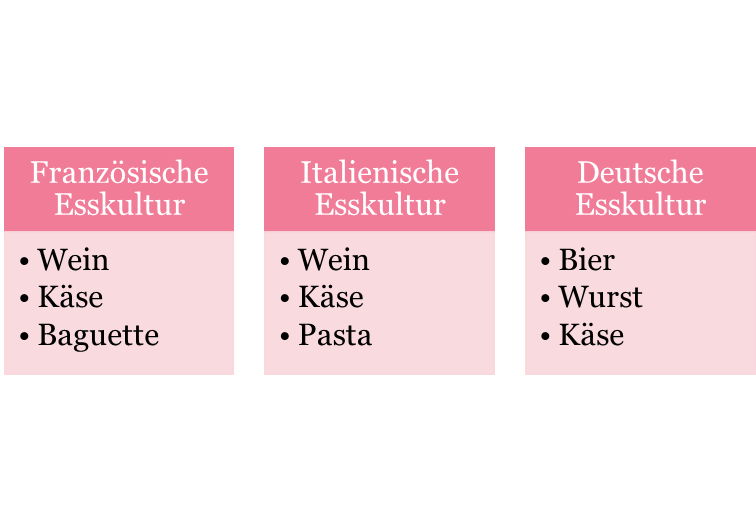 Französische
Esskultur
• Wein
• Käse
• Baguette
Italienische
Esskultur
• Wein
• Käse
• Pasta
Deutsche
Esskultur
• Bier
• Wurst
• Käse